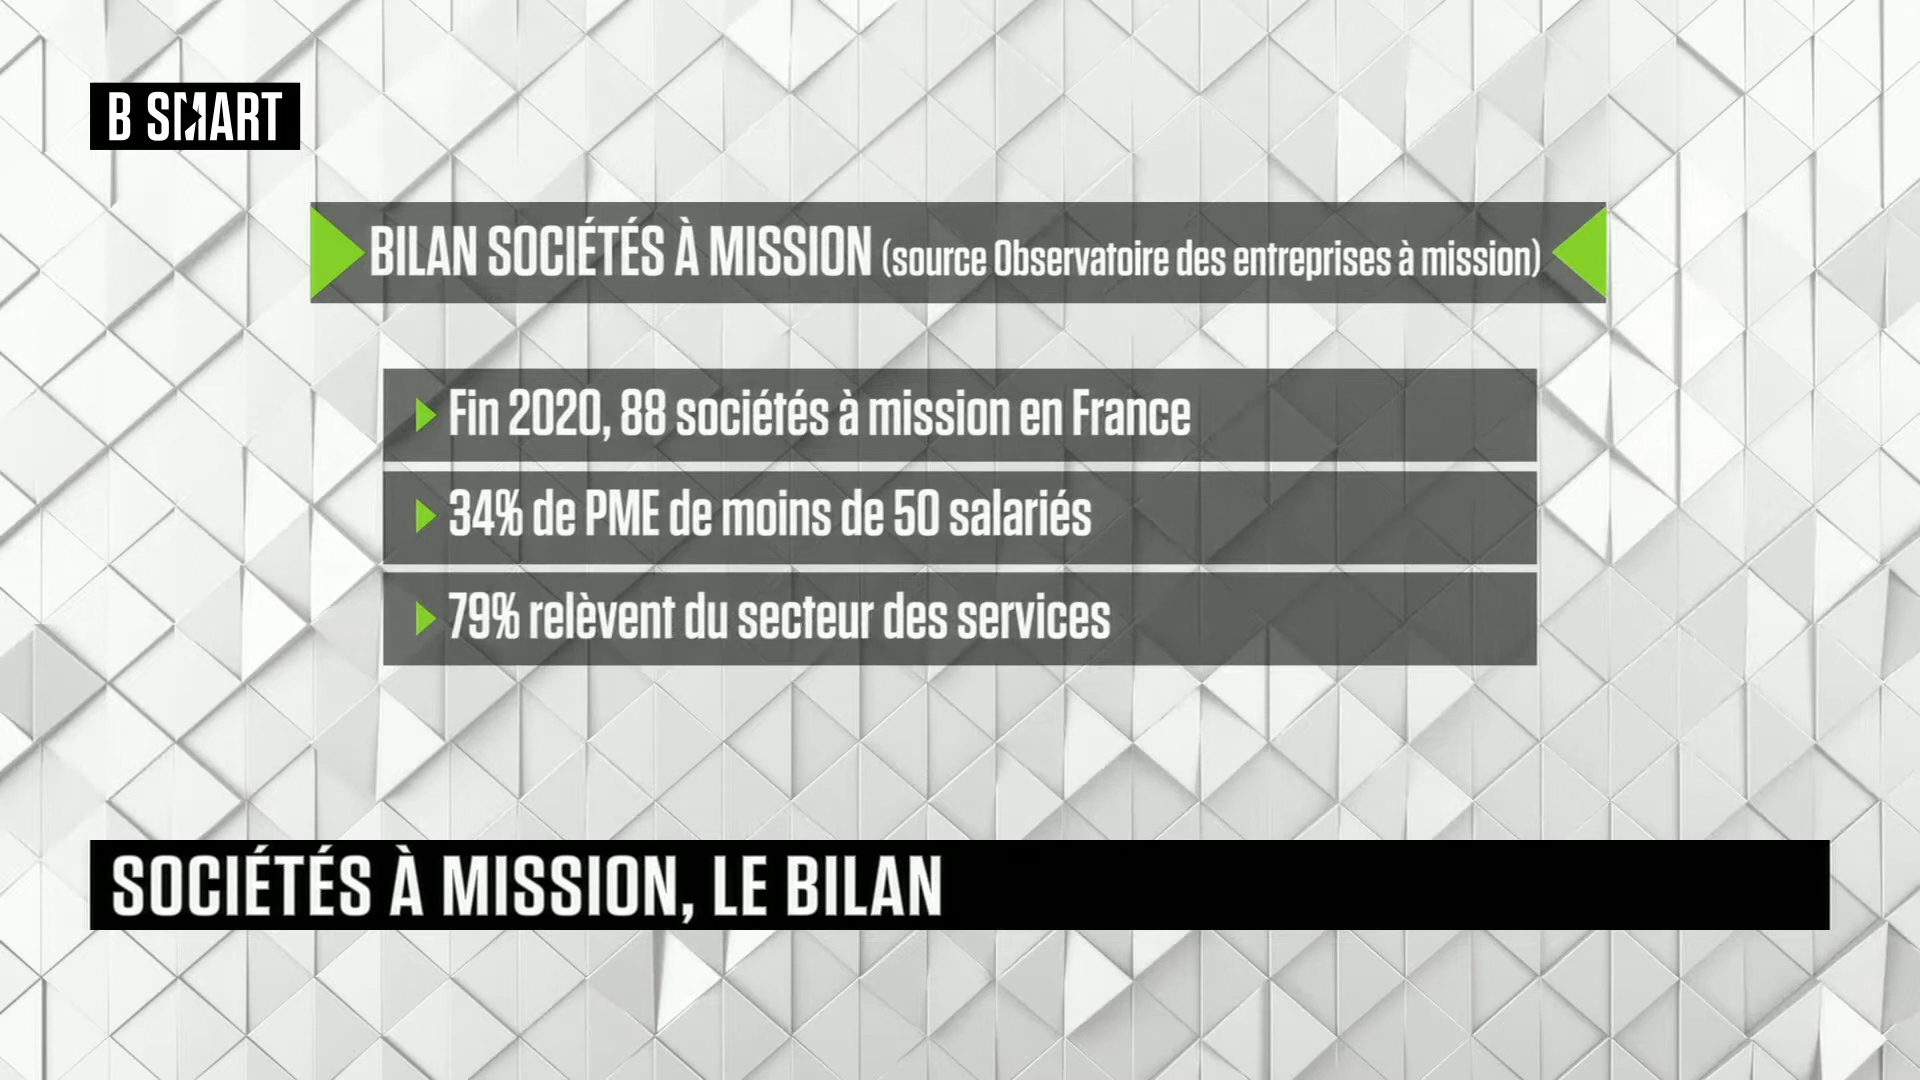 B SMART
BILAN SOCIÉTÉS À MISSION (source Observatoire des entreprises à mission)
Fin 2020, 88 sociétés à mission en France
34% de PME de moins de 50 salariés
79% relèvent du secteur des services
SOCIÉTÉS À MISSION, LE BILAN